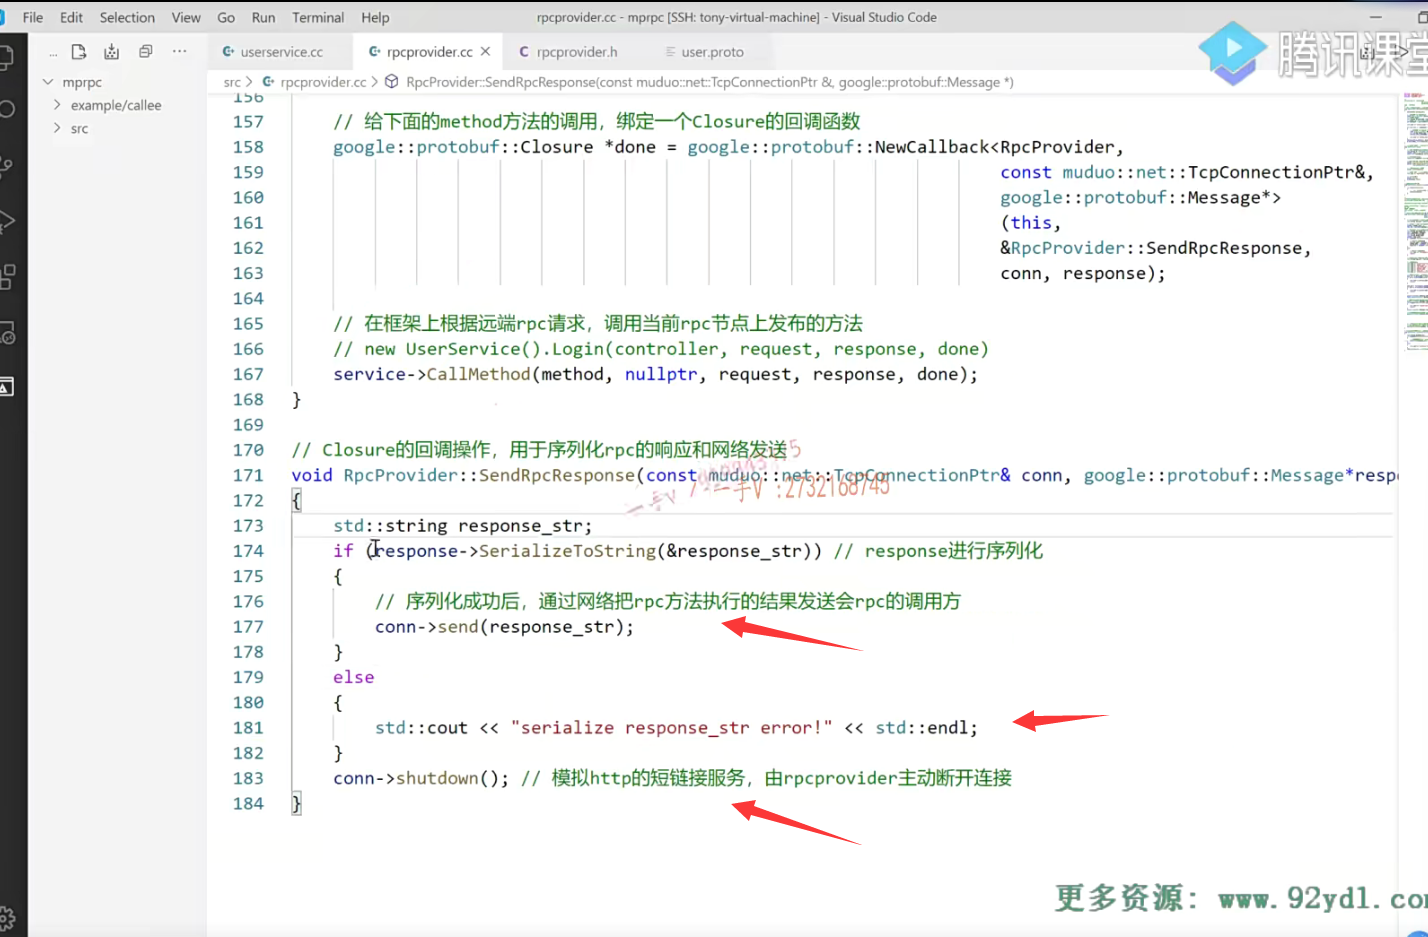 File Edit Selection View Go Run Terminal Help
rpcprovider.cc - mprpc [SSH: tony-virtual-machine] - Visual Studio Code
腾讯课堂
... ···
userservice.cc rpcprovider.cc × rpcprovider.h user.proto
mprpc
example/callee
src
src > rpcprovider.cc > RpcProvider::SendRpcResponse(const muduo::net::TcpConnectionPtr &, google::protobuf::Message *)
156
157 // 给下面的method方法的调用，绑定一个Closure的回调函数
158 google::protobuf::Closure *done = google::protobuf::NewCallback<RpcProvider,
159 const muduo::net::TcpConnectionPtr&,
160 google::protobuf::Message*>
161 (this,
162 &RpcProvider::SendRpcResponse,
163 conn, response);
164
165 // 在框架上根据远端rpc请求，调用当前rpc节点上发布的方法
166 // new UserService().Login(controller, request, response, done)
167 service->CallMethod(method, nullptr, request, response, done);
168 }
169
170 // Closure的回调操作，用于序列化rpc的响应和网络发送
171 void RpcProvider::SendRpcResponse(const muduo::net::TcpConnectionPtr& conn, google::protobuf::Message*resp
一手V :2732168745
172 {
173 std::string response_str;
174 if (response->SerializeToString(&response_str)) // response进行序列化
175 {
176 // 序列化成功后，通过网络把rpc方法执行的结果发送会rpc的调用方
177 conn->send(response_str);
178 }
179 else
180 {
181 std::cout << "serialize response_str error!" << std::endl;
182 }
183 conn->shutdown(); // 模拟http的短链接服务，由rpcprovider主动断开连接
184 }
更多资源：www.92ydl.com